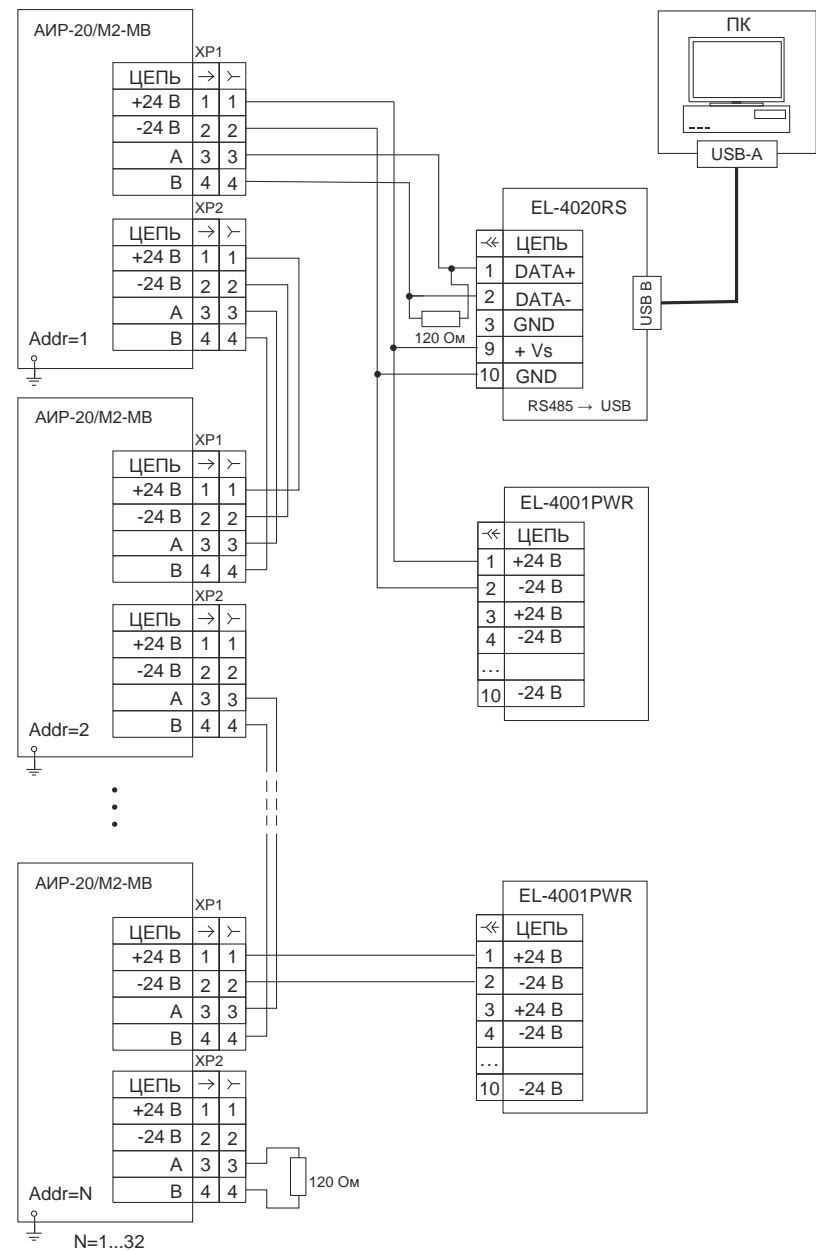 АИР-20/М2-МВ
XP1
ЦЕПЬ
+24 В 1 1
-24 В 2 2
А 3 3
В 4 4
XP2
ЦЕПЬ
+24 В 1 1
-24 В 2 2
А 3 3
В 4 4
Addr=1
ПК
USB-A
EL-4020RS
ЦЕПЬ
1 DATA+
2 DATA-
3 GND
9 + Vs
10 GND
RS485 → USB
USB B
120 Ом
АИР-20/М2-МВ
XP1
ЦЕПЬ
+24 В 1 1
-24 В 2 2
А 3 3
В 4 4
XP2
ЦЕПЬ
+24 В 1 1
-24 В 2 2
А 3 3
В 4 4
Addr=2
EL-4001PWR
ЦЕПЬ
1 +24 В
2 -24 В
3 +24 В
4 -24 В
...
10 -24 В
АИР-20/М2-МВ
XP1
ЦЕПЬ
+24 В 1 1
-24 В 2 2
А 3 3
В 4 4
XP2
ЦЕПЬ
+24 В 1 1
-24 В 2 2
А 3 3
В 4 4
Addr=N
120 Ом
EL-4001PWR
ЦЕПЬ
1 +24 В
2 -24 В
3 +24 В
4 -24 В
...
10 -24 В
N=1...32